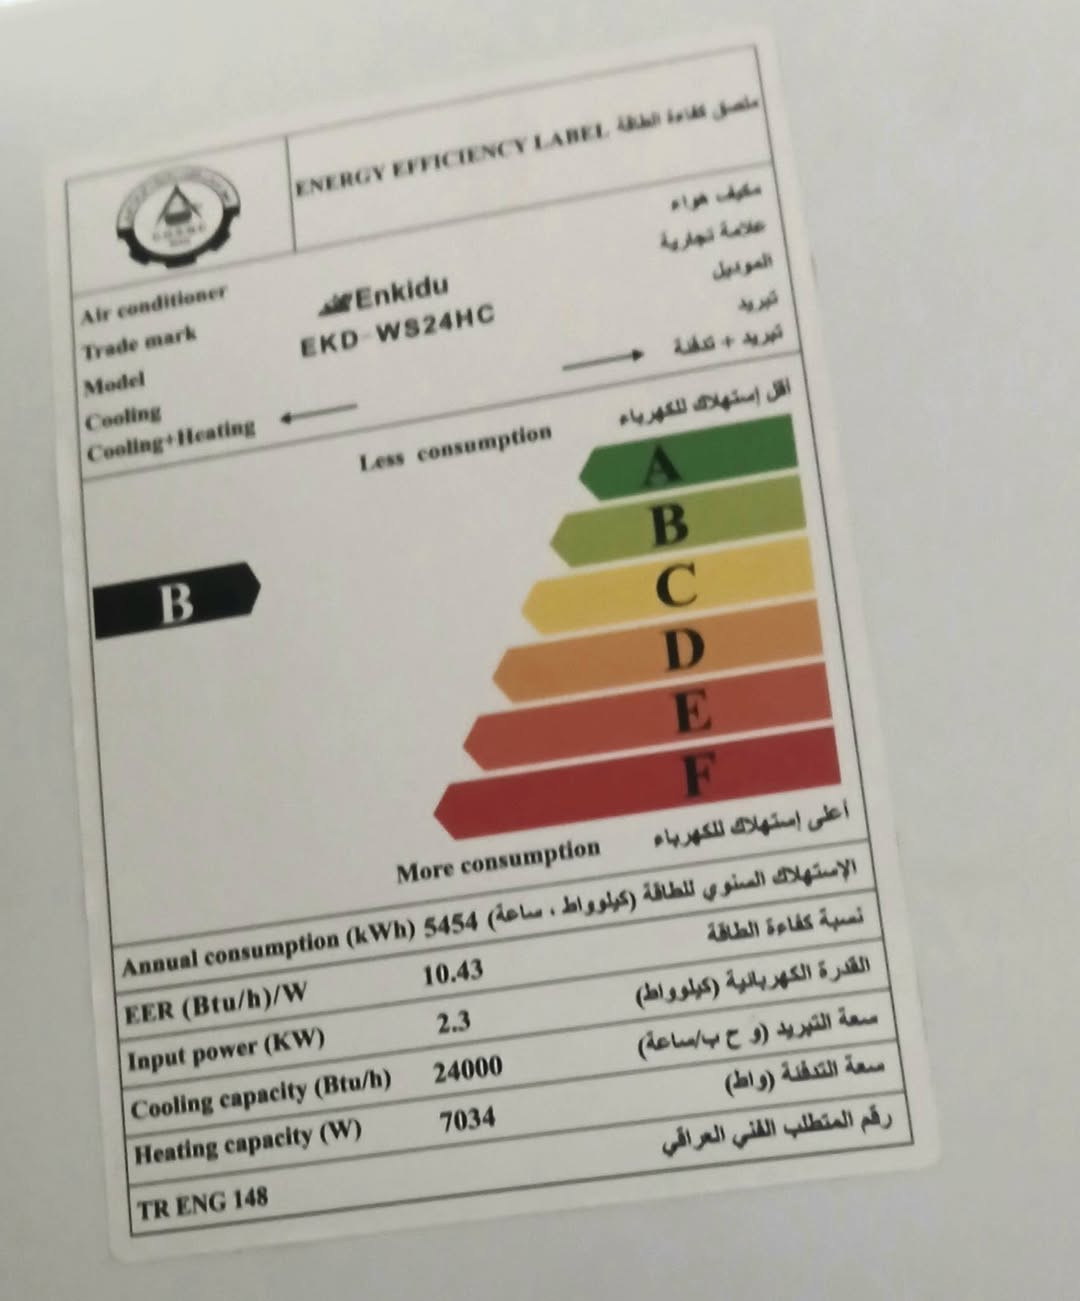 ENERGY EFFICIENCY LABEL ملصق كفاءة الطاقة
Air conditioner مكيف هواء
Trade mark Enkidu علامة تجارية
Model EKD-WS24HC الموديل
Cooling تبريد
Cooling+Heating تبريد + تدفئة
Less consumption أقل إستهلاك للكهرباء
A
B
B
C
D
E
F
More consumption أعلى إستهلاك للكهرباء
Annual consumption (kWh) 5454 الإستهلاك السنوي للطاقة (كيلوواط ، ساعة)
EER (Btu/h)/W 10.43 نسبة كفاءة الطاقة
Input power (KW) 2.3 القدرة الكهربائية (كيلوواط)
Cooling capacity (Btu/h) 24000 سعة التبريد (و ح ب/ساعة)
Heating capacity (W) 7034 سعة التدفئة (واط)
TR ENG 148 رقم المتطلب الفني العراقي